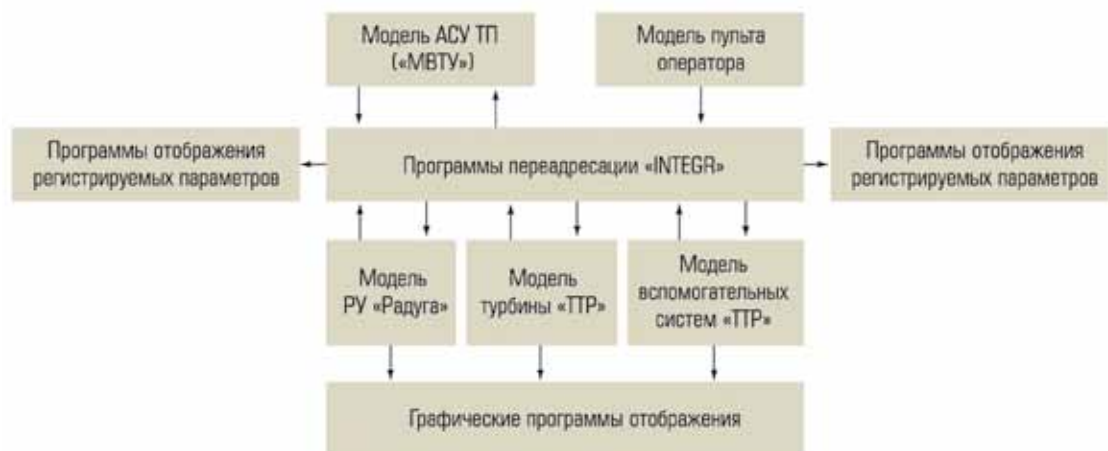 Модель АСУ ТП
(«МВТУ»)
Модель пульта
оператора
Программы отображения
регистрируемых параметров
Программы переадресации «INTEGR»
Программы отображения
регистрируемых параметров
Модель
РУ «Радуга»
Модель
турбины «ТТР»
Модель
вспомогательных
систем «ТТР»
Графические программы отображения